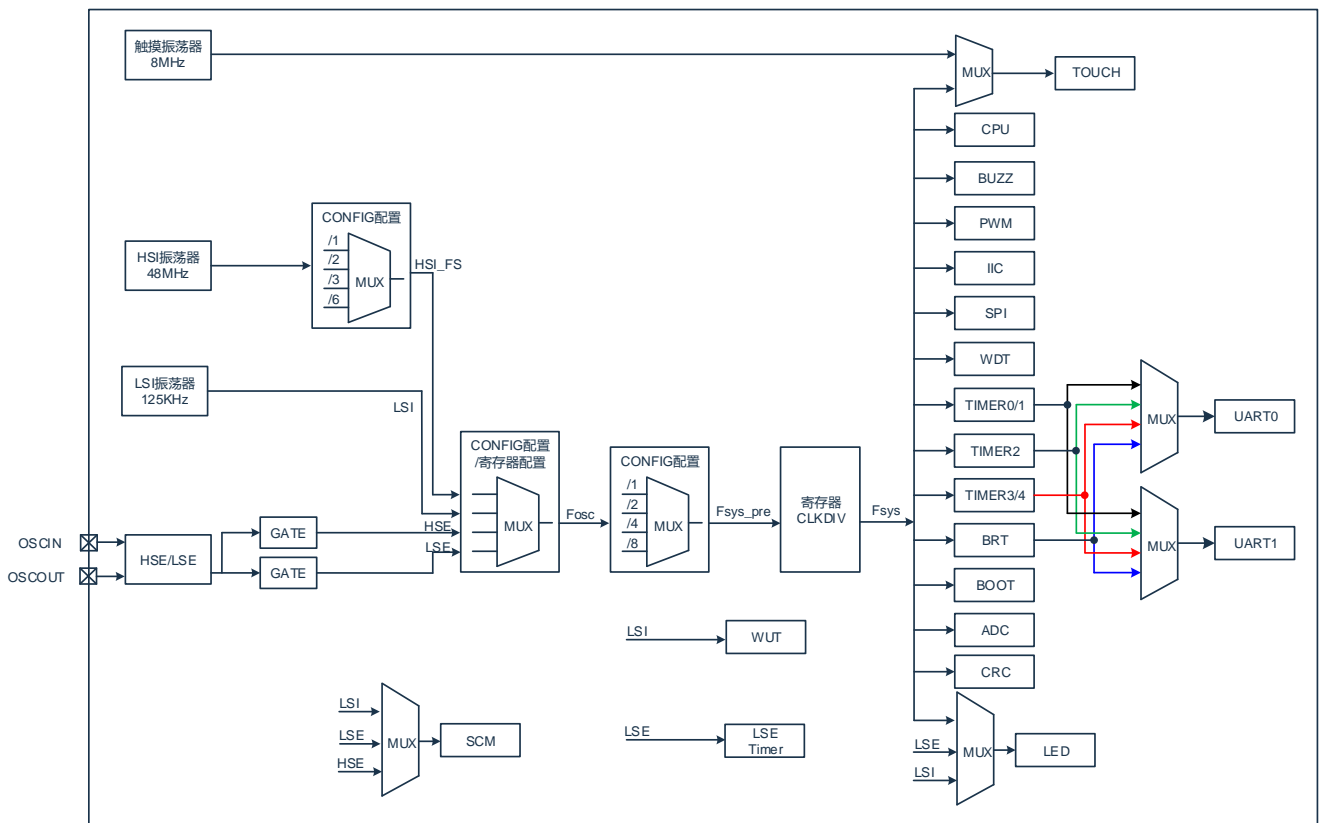 触摸振荡器
8MHz
MUX
TOUCH
CPU
BUZZ
PWM
IIC
SPI
WDT
TIMER0/1
TIMER2
TIMER3/4
BRT
BOOT
ADC
CRC
CONFIG配置
/1
/2
/3
/6
MUX
HSI_FS
HSI振荡器
48MHz
LSI振荡器
125KHz
LSI
CONFIG配置
/寄存器配置
MUX
HSE
LSE
Fosc
CONFIG配置
/1
/2
/4
/8
MUX
Fsys_pre
寄存器
CLKDIV
Fsys
MUX
UART0
MUX
UART1
OSCIN
OSCOUT
HSE/LSE
GATE
GATE
LSI
WUT
LSI
LSE
HSE
MUX
SCM
LSE
LSE
Timer
LSE
LSI
MUX
LED